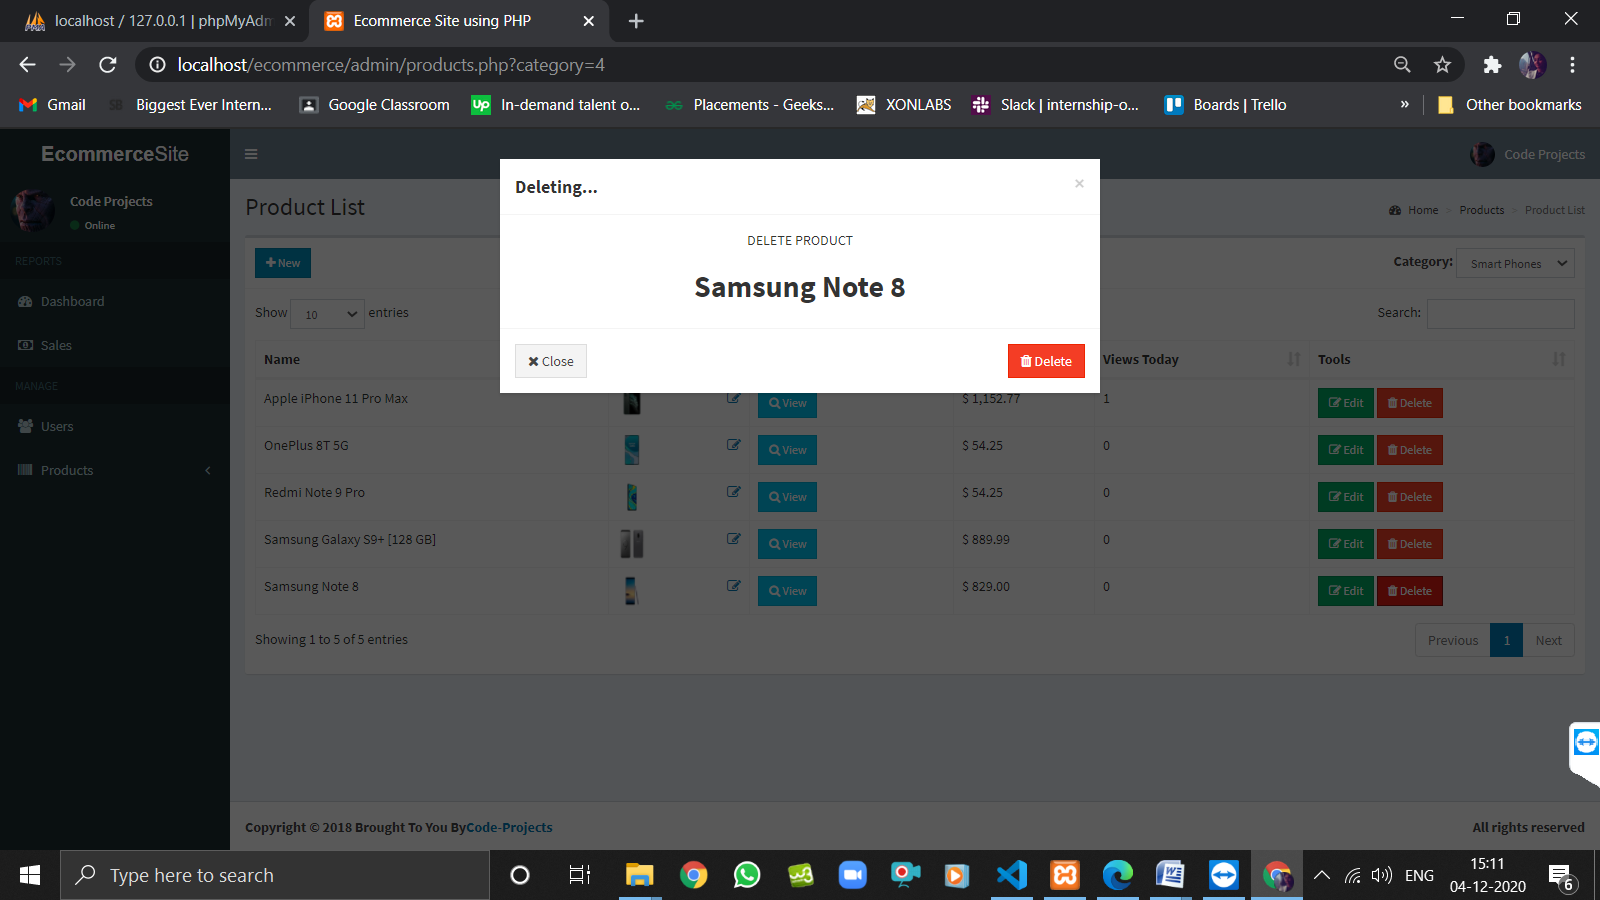 localhost / 127.0.0.1 | phpMyAdm
Ecommerce Site using PHP
localhost/ecommerce/admin/products.php?category=4
Gmail
SB Biggest Ever Intern...
Google Classroom
Up In-demand talent o...
Placements - Geeks...
XONLABS
Slack | internship-o...
Boards | Trello
»
Other bookmarks
EcommerceSite
Code Projects
Code Projects
Online
REPORTS
Dashboard
Sales
MANAGE
Users
Products
Product List
Home > Products > Product List
New
Category: Smart Phones
Show 10 entries
Search:
Deleting...
×
DELETE PRODUCT
Samsung Note 8
Close
Delete
Name Views Today Tools
Apple iPhone 11 Pro Max View $ 1,152.77 1 Edit Delete
OnePlus 8T 5G View $ 54.25 0 Edit Delete
Redmi Note 9 Pro View $ 54.25 0 Edit Delete
Samsung Galaxy S9+ [128 GB] View $ 889.99 0 Edit Delete
Samsung Note 8 View $ 829.00 0 Edit Delete
Showing 1 to 5 of 5 entries
Previous 1 Next
Copyright © 2018 Brought To You ByCode-Projects
All rights reserved
Type here to search
ENG
15:11
04-12-2020
6